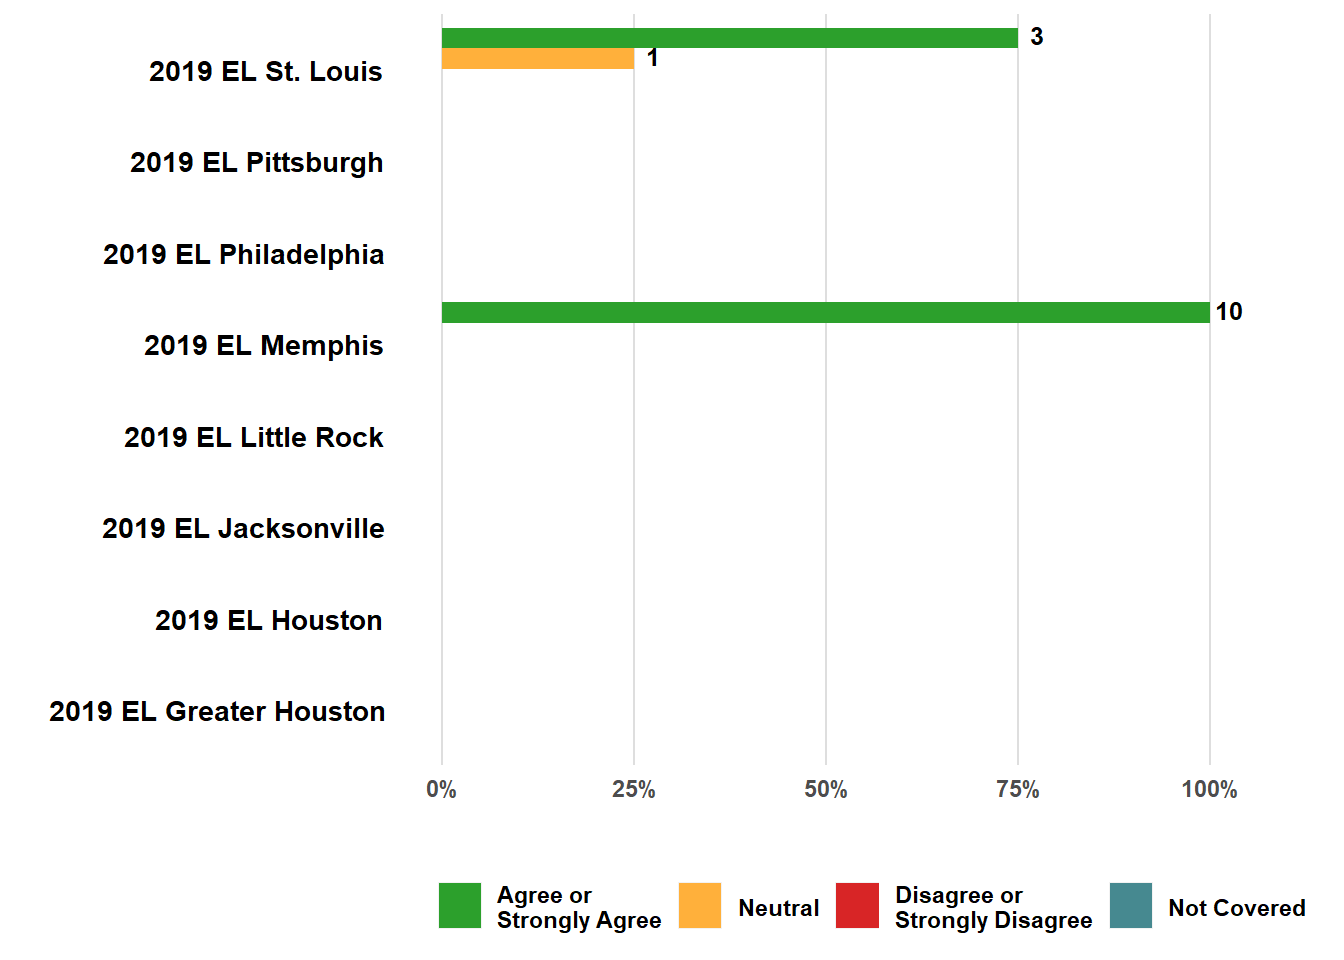 3
2019 EL St. Louis
1
2019 EL Pittsburgh
2019 EL Philadelphia
10
2019 EL Memphis
2019 EL Little Rock
2019 EL Jacksonville
2019 EL Houston
2019 EL Greater Houston
0% 25% 50% 75% 100%
Agree or
Strongly Agree
Neutral
Disagree or
Strongly Disagree
Not Covered